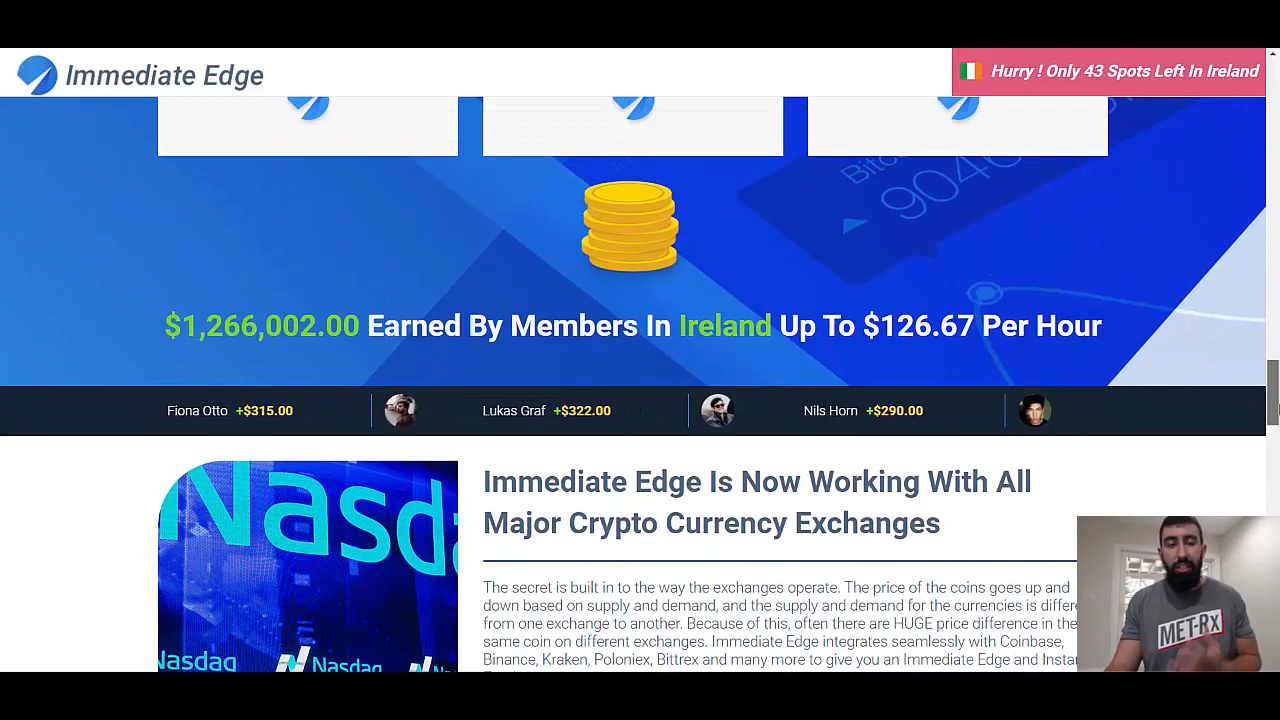 Immediate Edge
Hurry ! Only 43 Spots Left In Ireland
Bitc
9046
$1,266,002.00 Earned By Members In Ireland Up To $126.67 Per Hour
Fiona Otto +$315.00
Lukas Graf +$322.00
Nils Horn +$290.00
Nasda
Nasdaq
Nasdaq
Immediate Edge Is Now Working With All
Major Crypto Currency Exchanges
The secret is built in to the way the exchanges operate. The price of the coins goes up and
down based on supply and demand, and the supply and demand for the currencies is differe
from one exchange to another. Because of this, often there are HUGE price difference in the
same coin on different exchanges. Immediate Edge integrates seamlessly with Coinbase,
Binance, Kraken, Poloniex, Bittrex and many more to give you an Immediate Edge and Instan
MET-RX